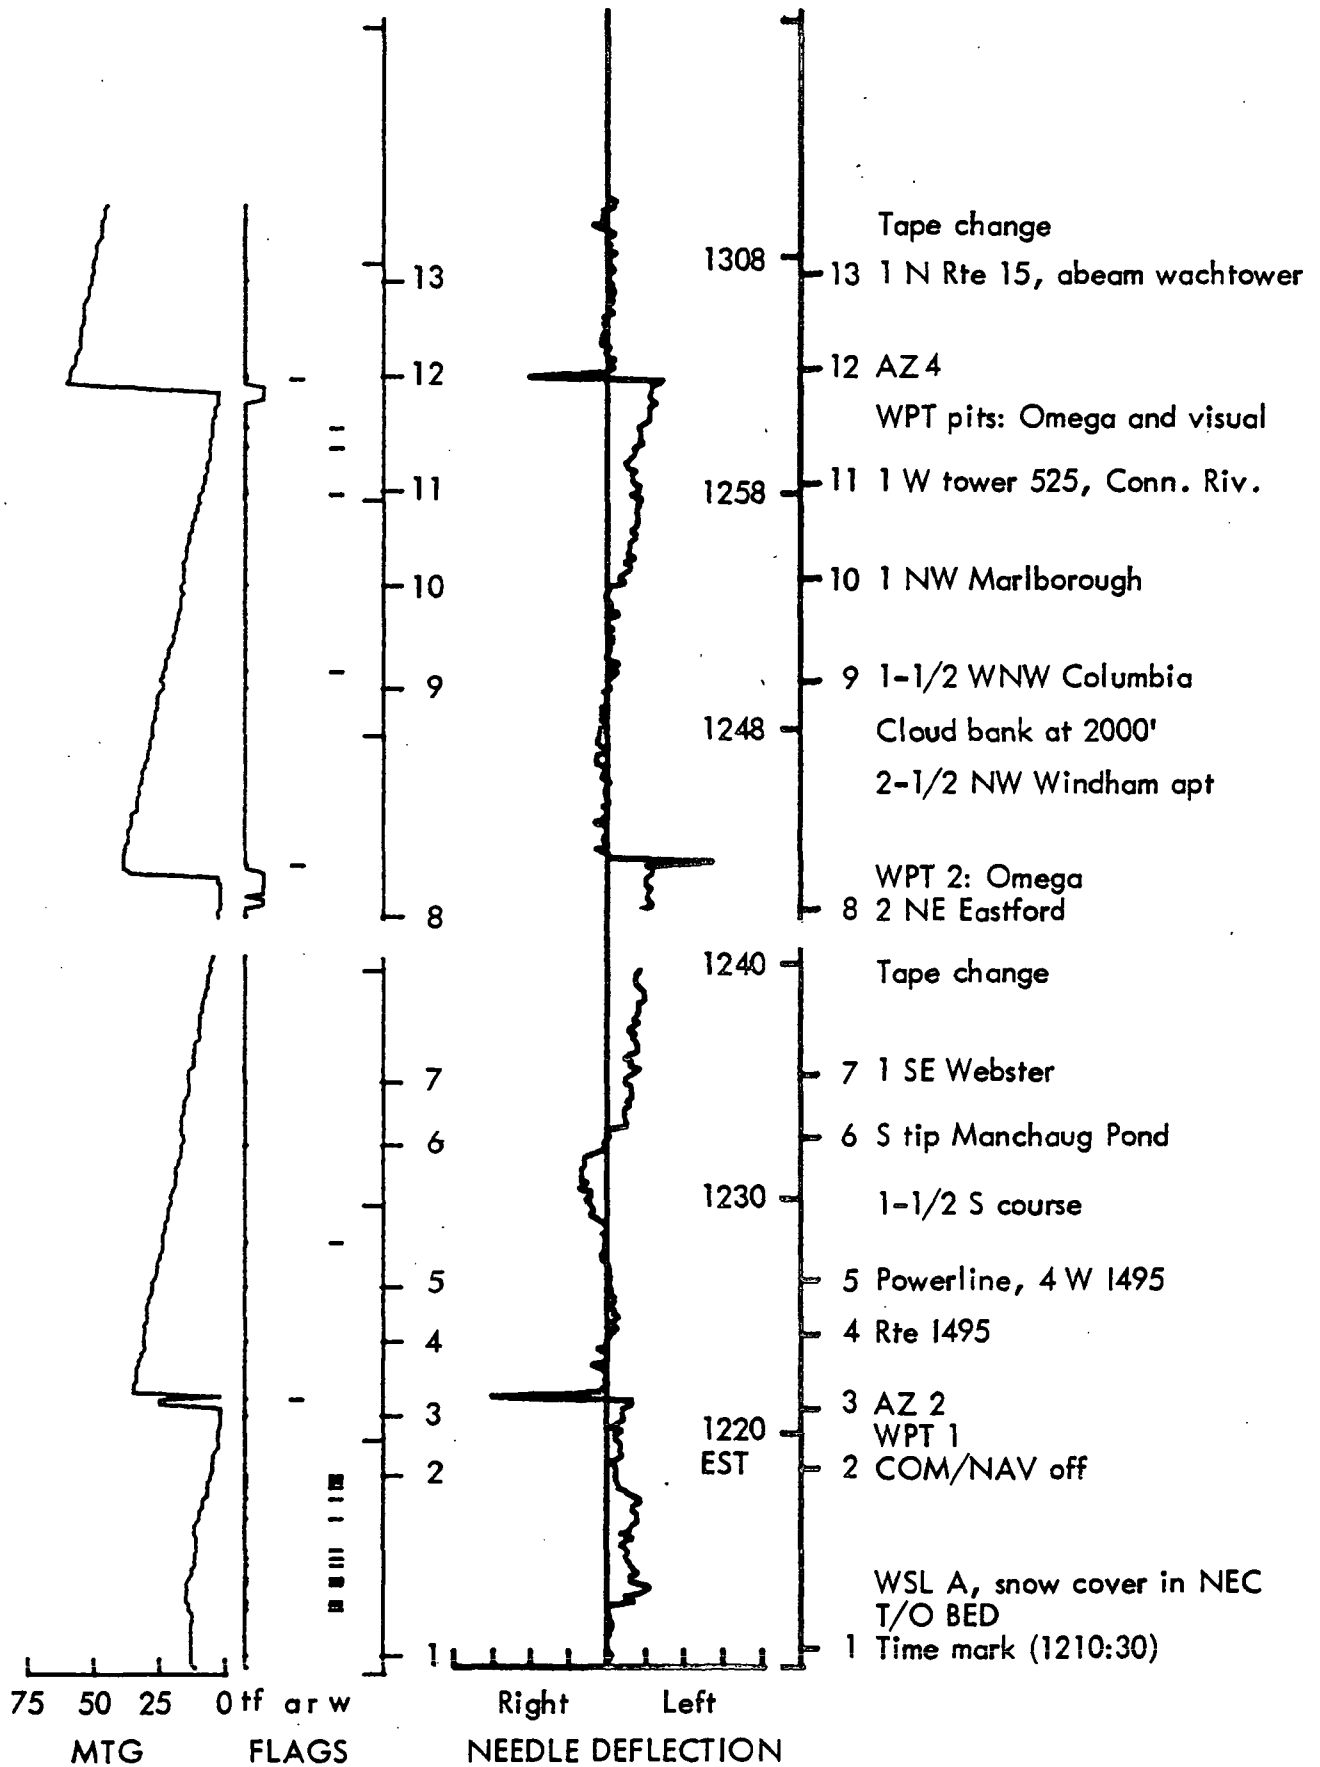 Tape change
1308
13 13 1 N Rte 15, abeam wachtower
12 12 AZ 4
WPT pits: Omega and visual
11 1258 11 1 W tower 525, Conn. Riv.
10 10 1 NW Marlborough
9 9 1-1/2 WNW Columbia
1248 Cloud bank at 2000'
2-1/2 NW Windham apt
WPT 2: Omega
8 8 2 NE Eastford
1240 Tape change
7 7 1 SE Webster
6 6 S tip Manchaug Pond
1230 1-1/2 S course
5 5 Powerline, 4 W I495
4 4 Rte I495
3 3 AZ 2
1220 WPT 1
EST
2 2 COM/NAV off
WSL A, snow cover in NEC
T/O BED
1 1 Time mark (1210:30)
75 50 25 0 tf a r w Right Left
MTG FLAGS NEEDLE DEFLECTION